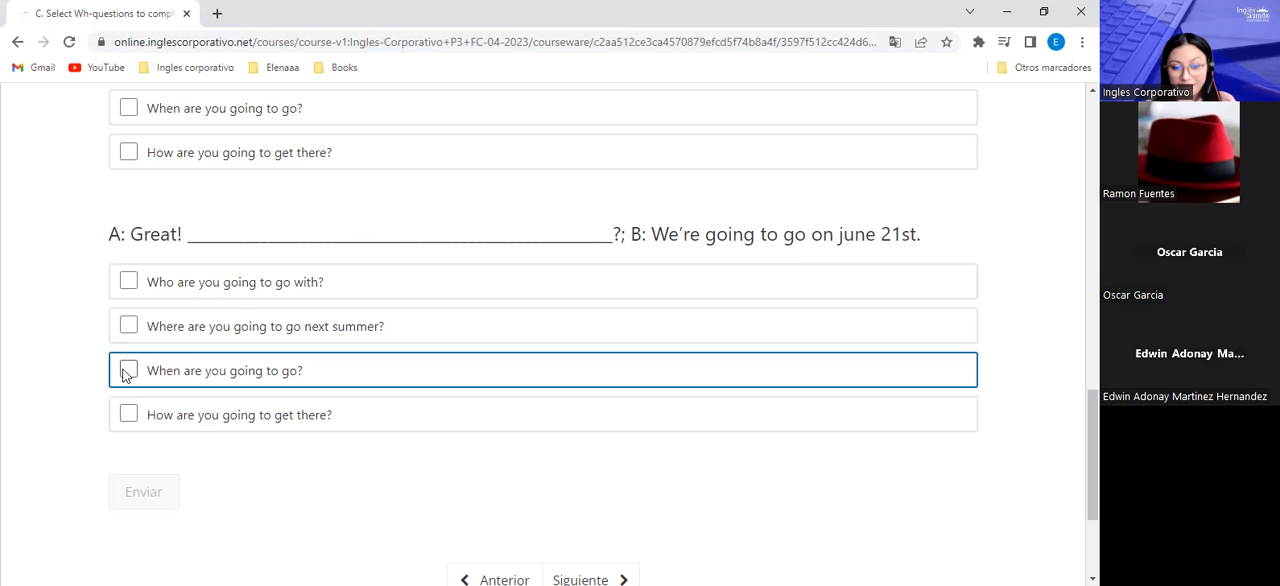 C. Select Wh-questions to comp
online.inglescorporativo.net/courses/course-v1:Ingles-Corporativo+P3+FC-04-2023/courseware/c2aa512ce3ca4570879efcd5f74b8a4f/3597f512cc424d6...
E
Gmail
YouTube
Ingles corporativo
Elenaaa
Books
Otros marcadores
When are you going to go?
How are you going to get there?
A: Great! ________________________________________?; B: We're going to go on june 21st.
Who are you going to go with?
Where are you going to go next summer?
When are you going to go?
How are you going to get there?
Enviar
Anterior
Siguiente
Ingles Corporativo
Ramon Fuentes
Oscar Garcia
Oscar Garcia
Edwin Adonay Ma...
Edwin Adonay Martinez Hernandez